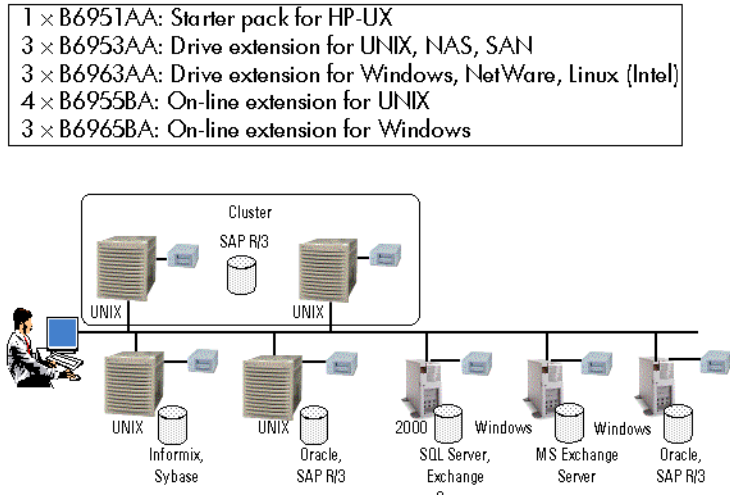 1 × B6951AA: Starter pack for HP-UX
3 × B6953AA: Drive extension for UNIX, NAS, SAN
3 × B6963AA: Drive extension for Windows, NetWare, Linux (Intel)
4 × B6955BA: On-line extension for UNIX
3 × B6965BA: On-line extension for Windows
Cluster
SAP R/3
UNIX
UNIX
UNIX
UNIX
2000
Windows
Windows
Informix,
Sybase
Oracle,
SAP R/3
SQL Server,
Exchange
MS Exchange
Server
Oracle,
SAP R/3